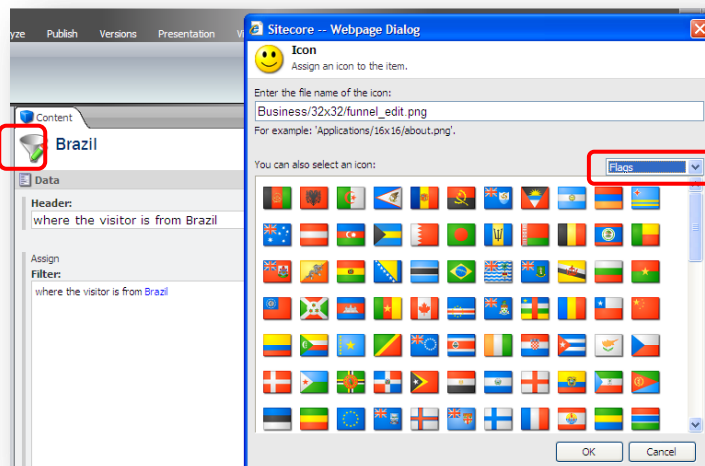 yze Publish Versions Presentation
Content
Brazil
Data
Header:
where the visitor is from Brazil
Assign
Filter:
where the visitor is from Brazil
Sitecore -- Webpage Dialog
Icon
Assign an icon to the item.
Enter the file name of the icon:
Business/32x32/funnel_edit.png
For example: 'Applications/16x16/about.png'.
You can also select an icon:
Flags
OK Cancel